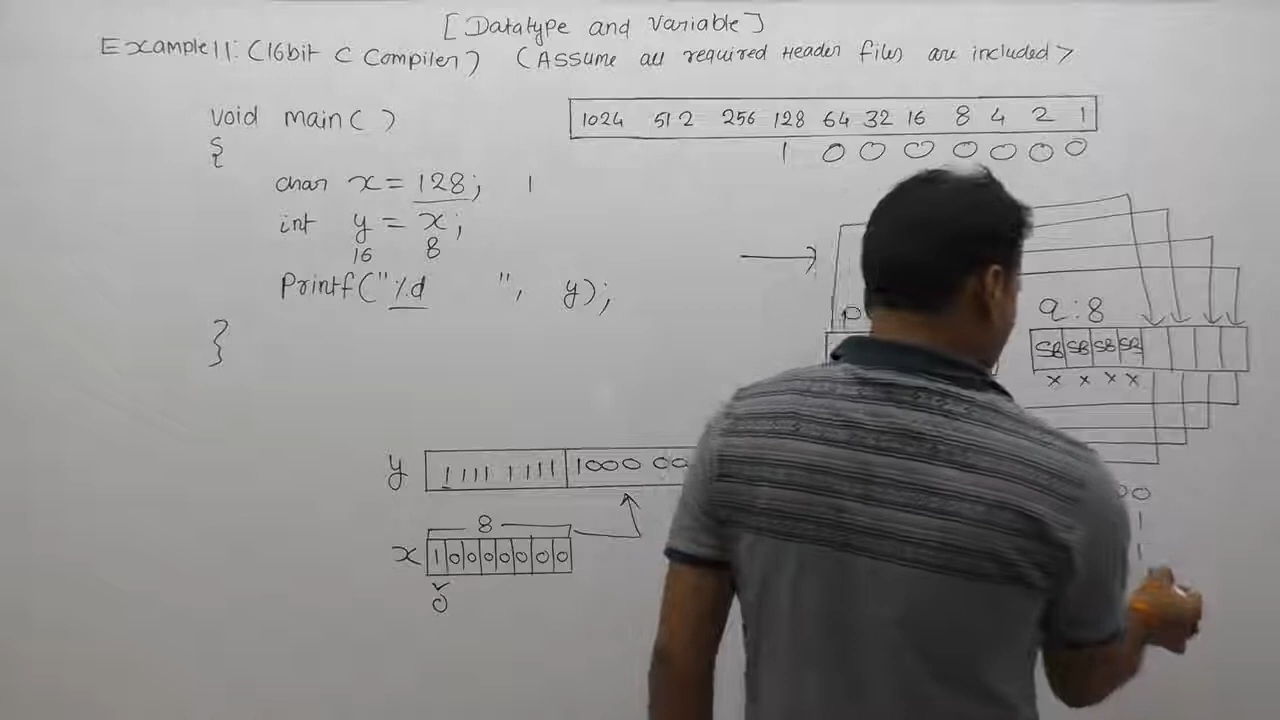 [Datatype and Variable]
Example11: (16bit C Compiler) (Assume all required Header files are included>
void main( )
{
char x = 128; 1
int y = x;
16 8
Printf("%d ", y);
}
1024 512 256 128 64 32 16 8 4 2 1
1 0 0 0 0 0 0 0
q:8
SB SB SB SB
x x x x
y 1111 1111 1000 00
8
x 1 0 0 0 0 0 0 0